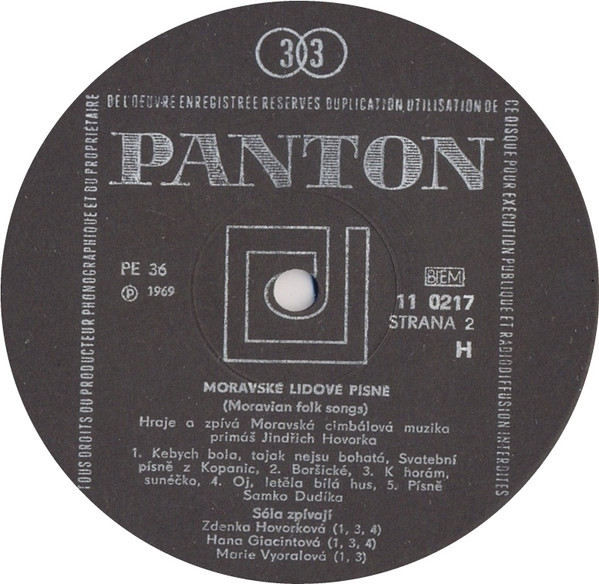 33
DE L'OEUVRE ENREGISTREE RESERVES DUPLICATION, UTILISATION DE
CE DISQUE POUR EXECUTION PUBLIQUE ET RADIODIFFUSION INTERDITES
TOUS DROITS DU PRODUCTEUR PHONOGRAPHIQUE ET DU PROPRIÉTAIRE
PANTON
PE 36
Ⓟ 1969
BIEM
11 0217
STRANA 2
H
MORAVSKÉ LIDOVÉ PÍSNĚ
(Moravian folk songs)
Hraje a zpívá Moravská cimbálová muzika
primáš Jindřich Hovorka
1. Kebych bola, tajak nejsu bohatá, Svatební
písně z Kopanic, 2. Boršické, 3. K horám,
sunéčko, 4. Oj, letěla bílá hus, 5. Písně
Samko Dudíka
Sóla zpívají
Zdenka Hovorková (1, 3, 4)
Hana Giacintová (1, 3, 4)
Marie Vyoralová (1, 3)